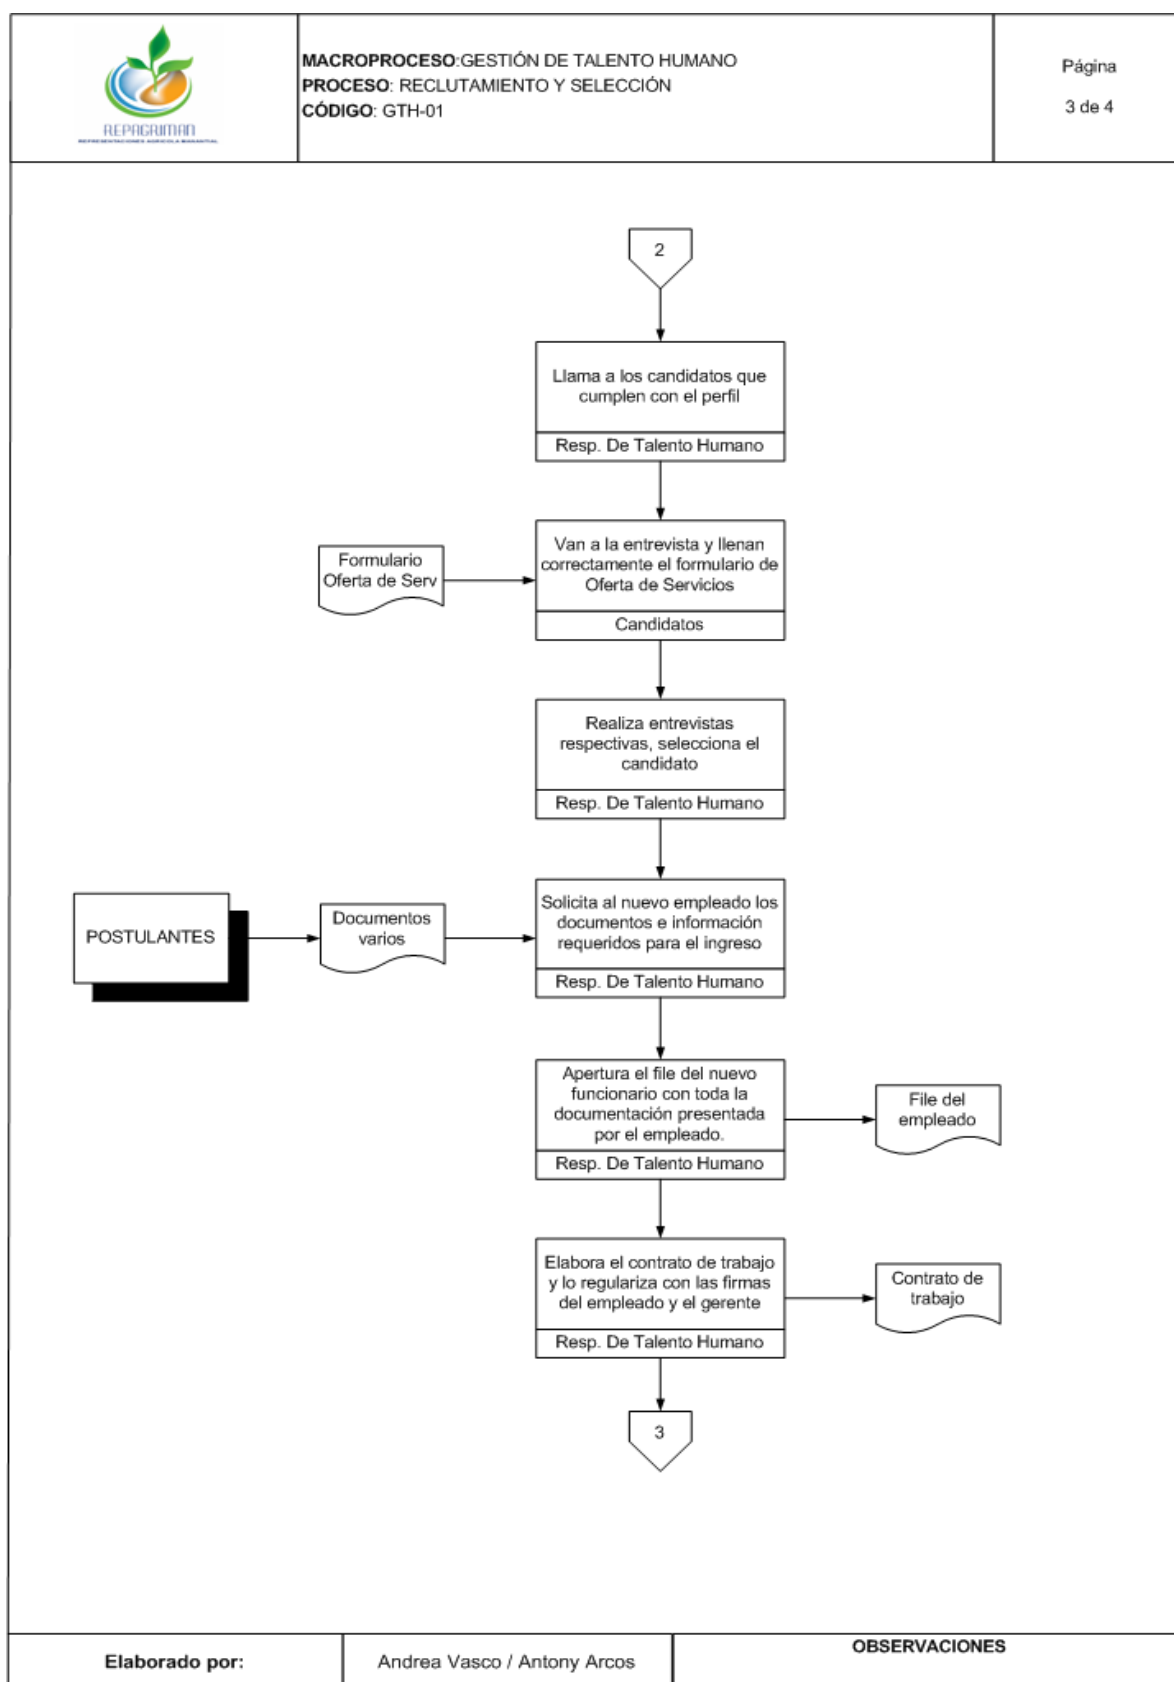 REPAGRIMAN
REPRESENTACIONES AGRICOLA MANANTIAL
MACROPROCESO:GESTIÓN DE TALENTO HUMANO
PROCESO: RECLUTAMIENTO Y SELECCIÓN
CÓDIGO: GTH-01
Página
3 de 4
2
Llama a los candidatos que
cumplen con el perfil
Resp. De Talento Humano
Formulario
Oferta de Serv
Van a la entrevista y llenan
correctamente el formulario de
Oferta de Servicios
Candidatos
Realiza entrevistas
respectivas, selecciona el
candidato
Resp. De Talento Humano
POSTULANTES
Documentos
varios
Solicita al nuevo empleado los
documentos e información
requeridos para el ingreso
Resp. De Talento Humano
Apertura el file del nuevo
funcionario con toda la
documentación presentada
por el empleado.
Resp. De Talento Humano
File del
empleado
Elabora el contrato de trabajo
y lo regulariza con las firmas
del empleado y el gerente
Resp. De Talento Humano
Contrato de
trabajo
3
Elaborado por:
Andrea Vasco / Antony Arcos
OBSERVACIONES